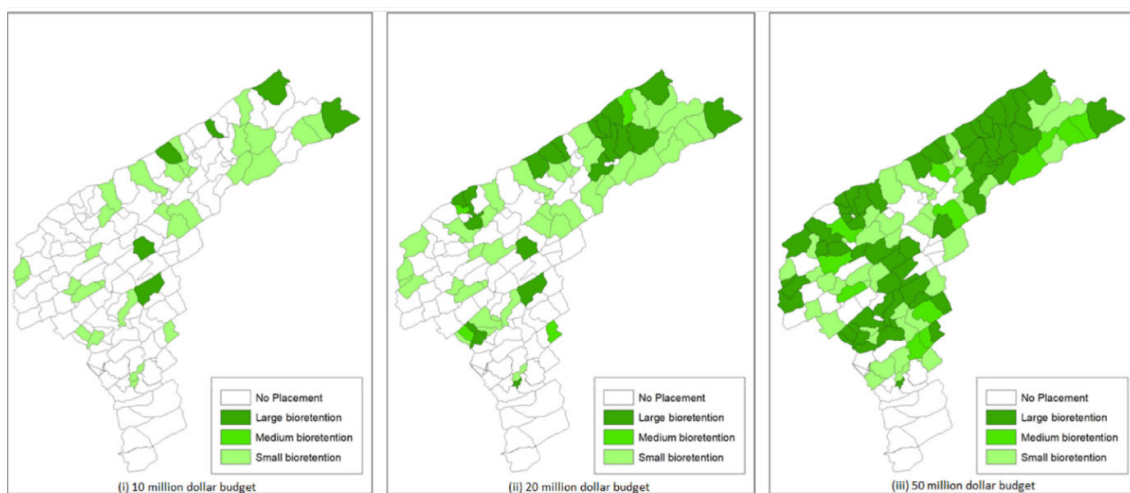 No Placement
Large bioretention
Medium bioretention
Small bioretention
(i) 10 million dollar budget
No Placement
Large bioretention
Medium bioretention
Small bioretention
(ii) 20 million dollar budget
No Placement
Large bioretention
Medium bioretention
Small bioretention
(iii) 50 million dollar budget